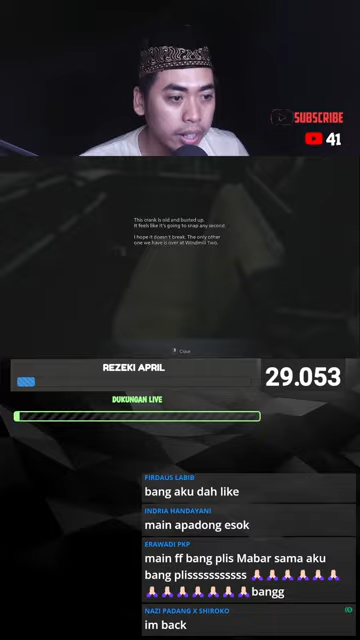 SUBSCRIBE
41
This crank is old and busted up.
It feels like it's going to snap any second.
I hope it doesn't break. The only other
one we have is over at Windmill Two.
Close
REZEKI APRIL
29.053
DUKUNGAN LIVE
FIRDAUS LABIB
bang aku dah like
INDRIA HANDAYANI
main apadong esok
ERAWADI PKP
main ff bang plis Mabar sama aku
bang plisssssssssss 🙏🏻🙏🏻🙏🏻🙏🏻🙏🏻🙏🏻
🙏🏻🙏🏻🙏🏻🙏🏻🙏🏻🙏🏻🙏🏻bangg
NAZI PADANG X SHIROKO
im back